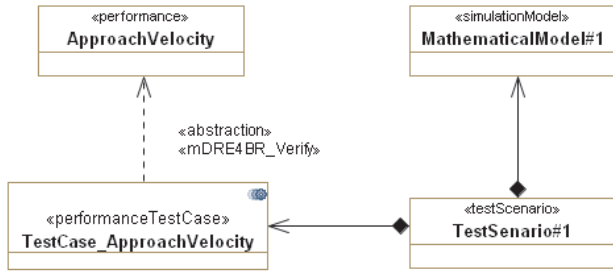 «performance»
ApproachVelocity
«simulationModel»
MathematicalModel#1
«abstraction»
«mDRE4BR_Verify»
«performanceTestCase»
TestCase_ApproachVelocity
«testScenario»
TestSenario#1